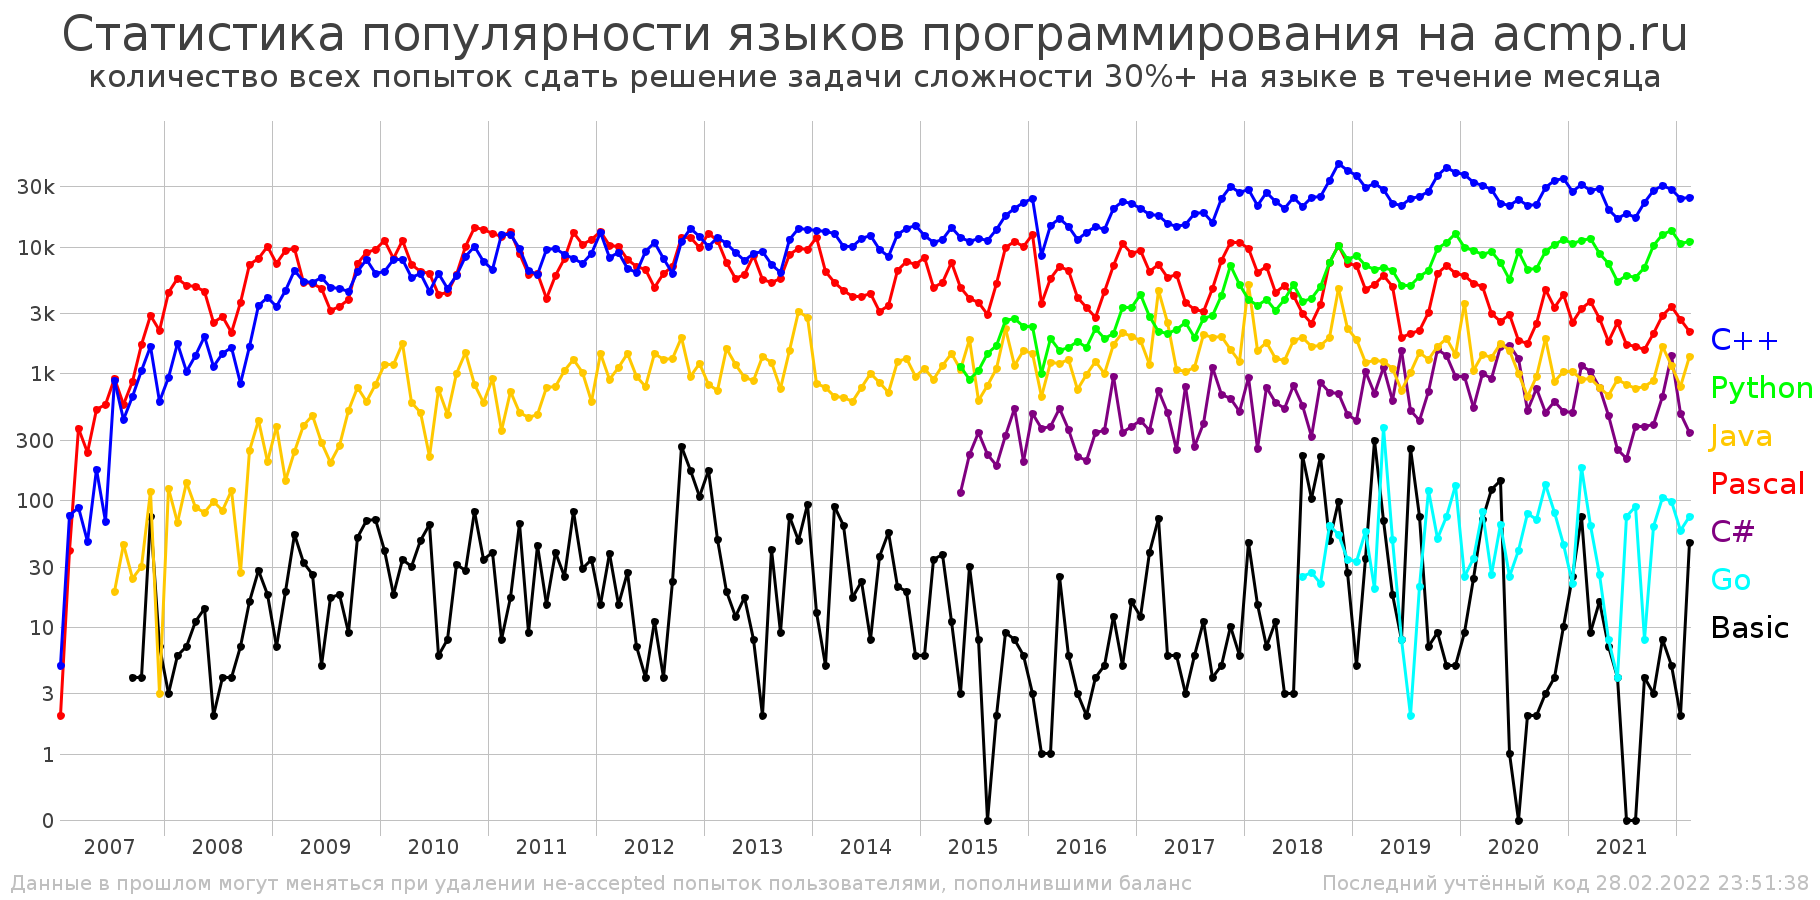 Статистика популярности языков программирования на acmp.ru
количество всех попыток сдать решение задачи сложности 30%+ на языке в течение месяца
30k
10k
3k
1k
300
100
30
10
3
1
0
C++
Python
Java
Pascal
C#
Go
Basic
2007 2008 2009 2010 2011 2012 2013 2014 2015 2016 2017 2018 2019 2020 2021
Данные в прошлом могут меняться при удалении не-accepted попыток пользователями, пополнившими баланс
Последний учтённый код 28.02.2022 23:51:38